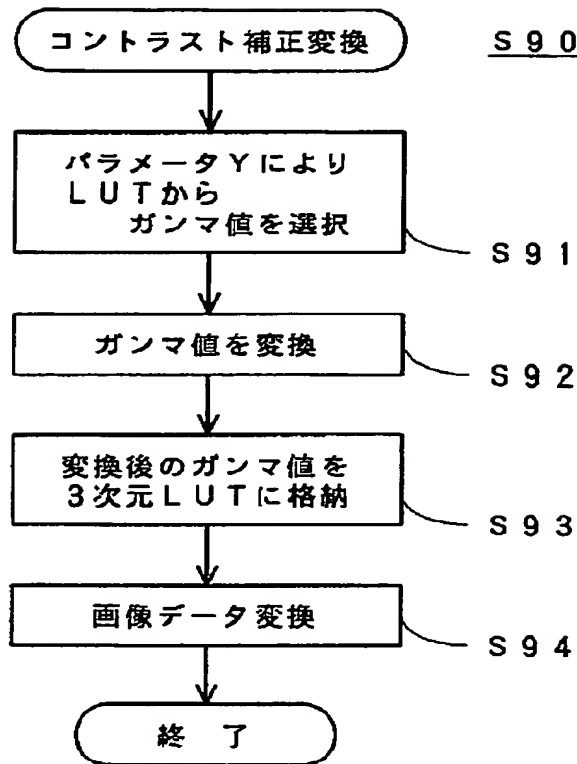 コントラスト補正変換
S90
パラメータYにより
LUTから
ガンマ値を選択
S91
ガンマ値を変換
S92
変換後のガンマ値を
3次元LUTに格納
S93
画像データ変換
S94
終了